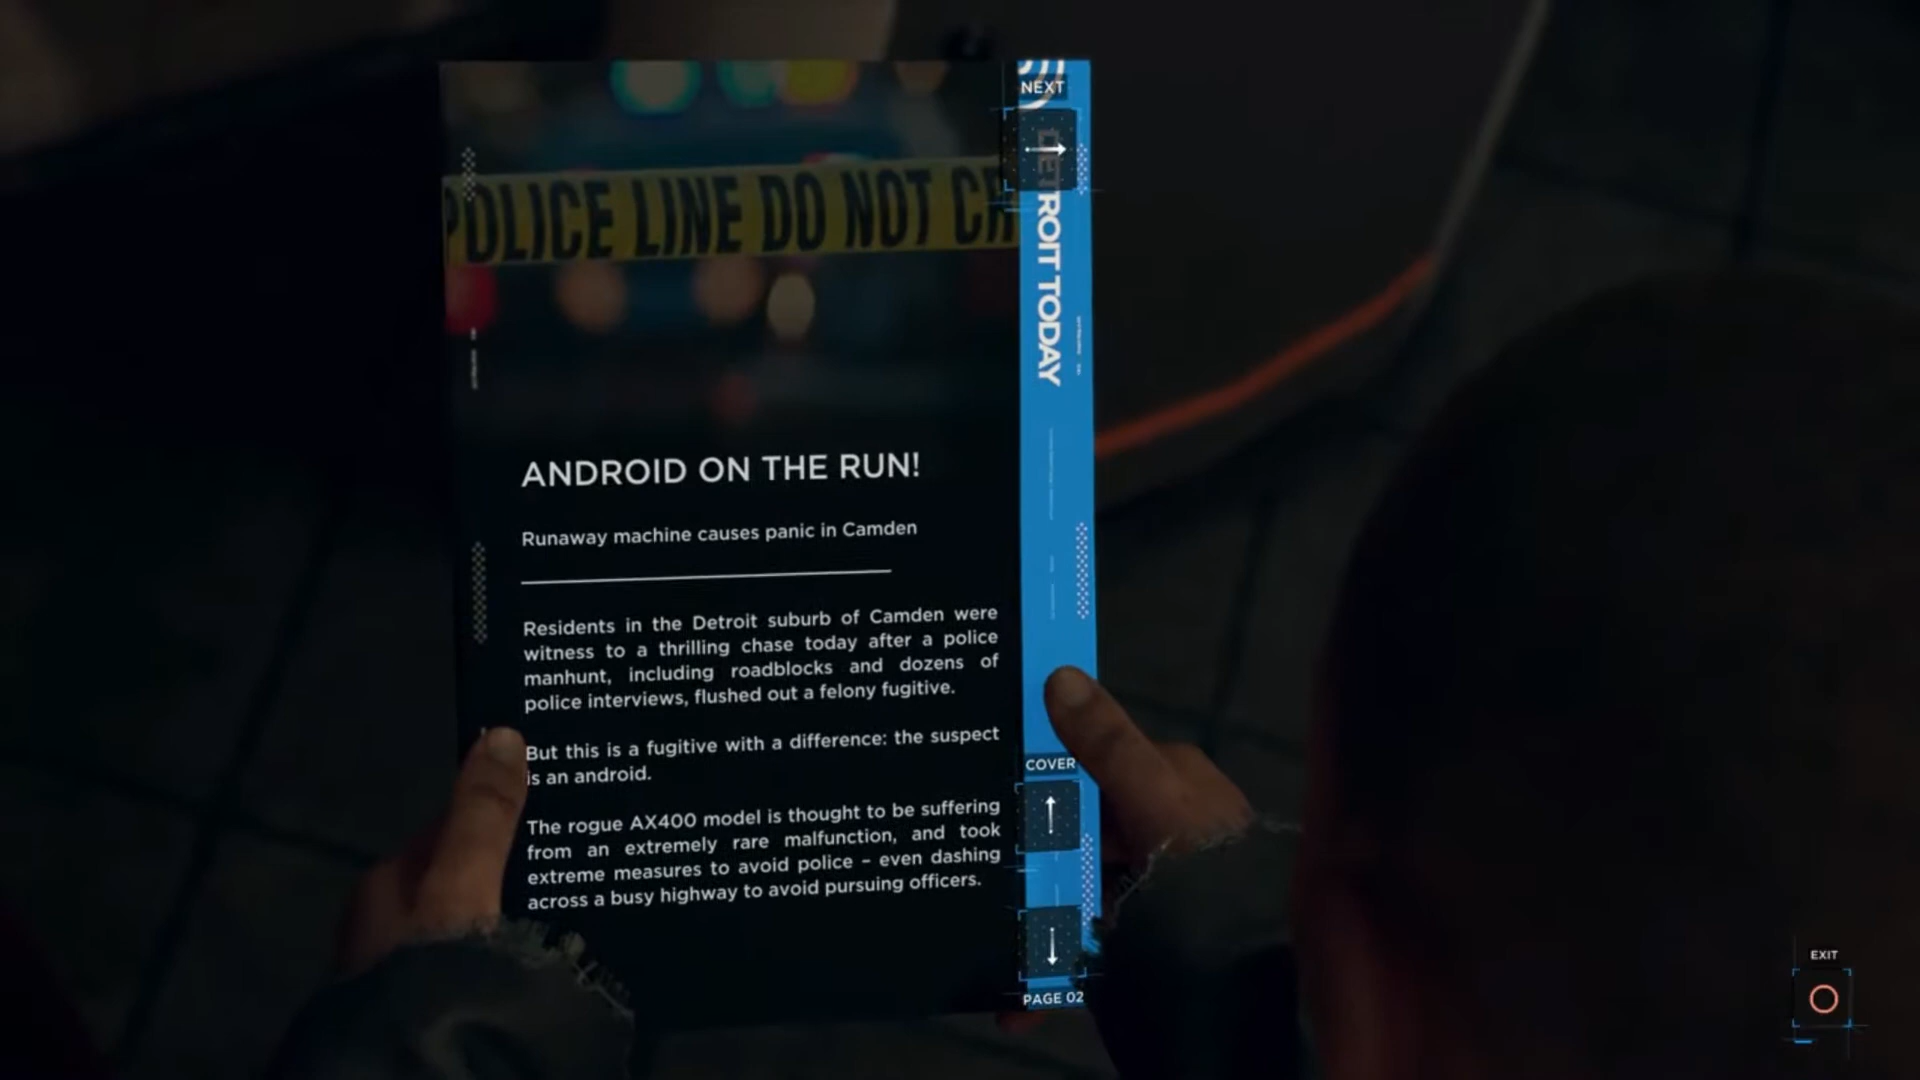 NEXT
DETROIT TODAY
POLICE LINE DO NOT CR
ANDROID ON THE RUN!
Runaway machine causes panic in Camden
Residents in the Detroit suburb of Camden were
witness to a thrilling chase today after a police
manhunt, including roadblocks and dozens of
police interviews, flushed out a felony fugitive.
But this is a fugitive with a difference: the suspect
is an android.
The rogue AX400 model is thought to be suffering
from an extremely rare malfunction, and took
extreme measures to avoid police – even dashing
across a busy highway to avoid pursuing officers.
COVER
PAGE 02
EXIT